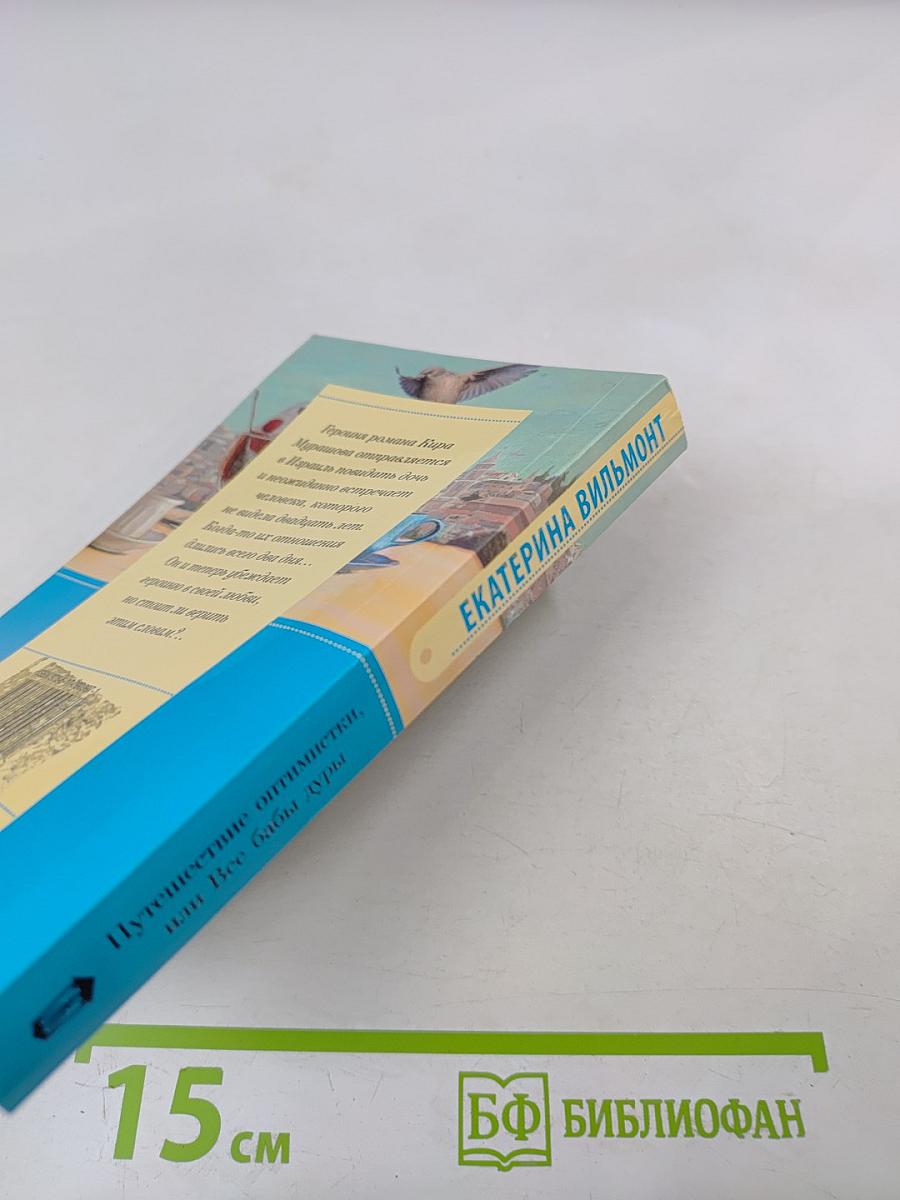 Героиня романа Кира
Мурашова отправляется
в Израиль повидать дочь
и неожиданно встречает
человека, которого
не видела двадцать лет.
Когда-то их отношения
длились всего два дня...
Он и теперь убеждает
героиню в своей любви,
но стоит ли верить
этим словам?..
ЕКАТЕРИНА ВИЛЬМОНТ
Путешествие оптимистки,
или Все бабы дуры
15 см
БФ БИБЛИОФАН